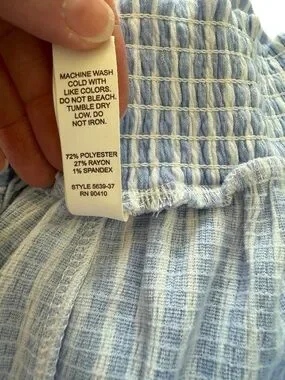 MACHINE WASH
COLD WITH
LIKE COLORS.
DO NOT BLEACH.
TUMBLE DRY
LOW. DO
NOT IRON.
72% POLYESTER
27% RAYON
1% SPANDEX
STYLE 5639-37
RN 90410